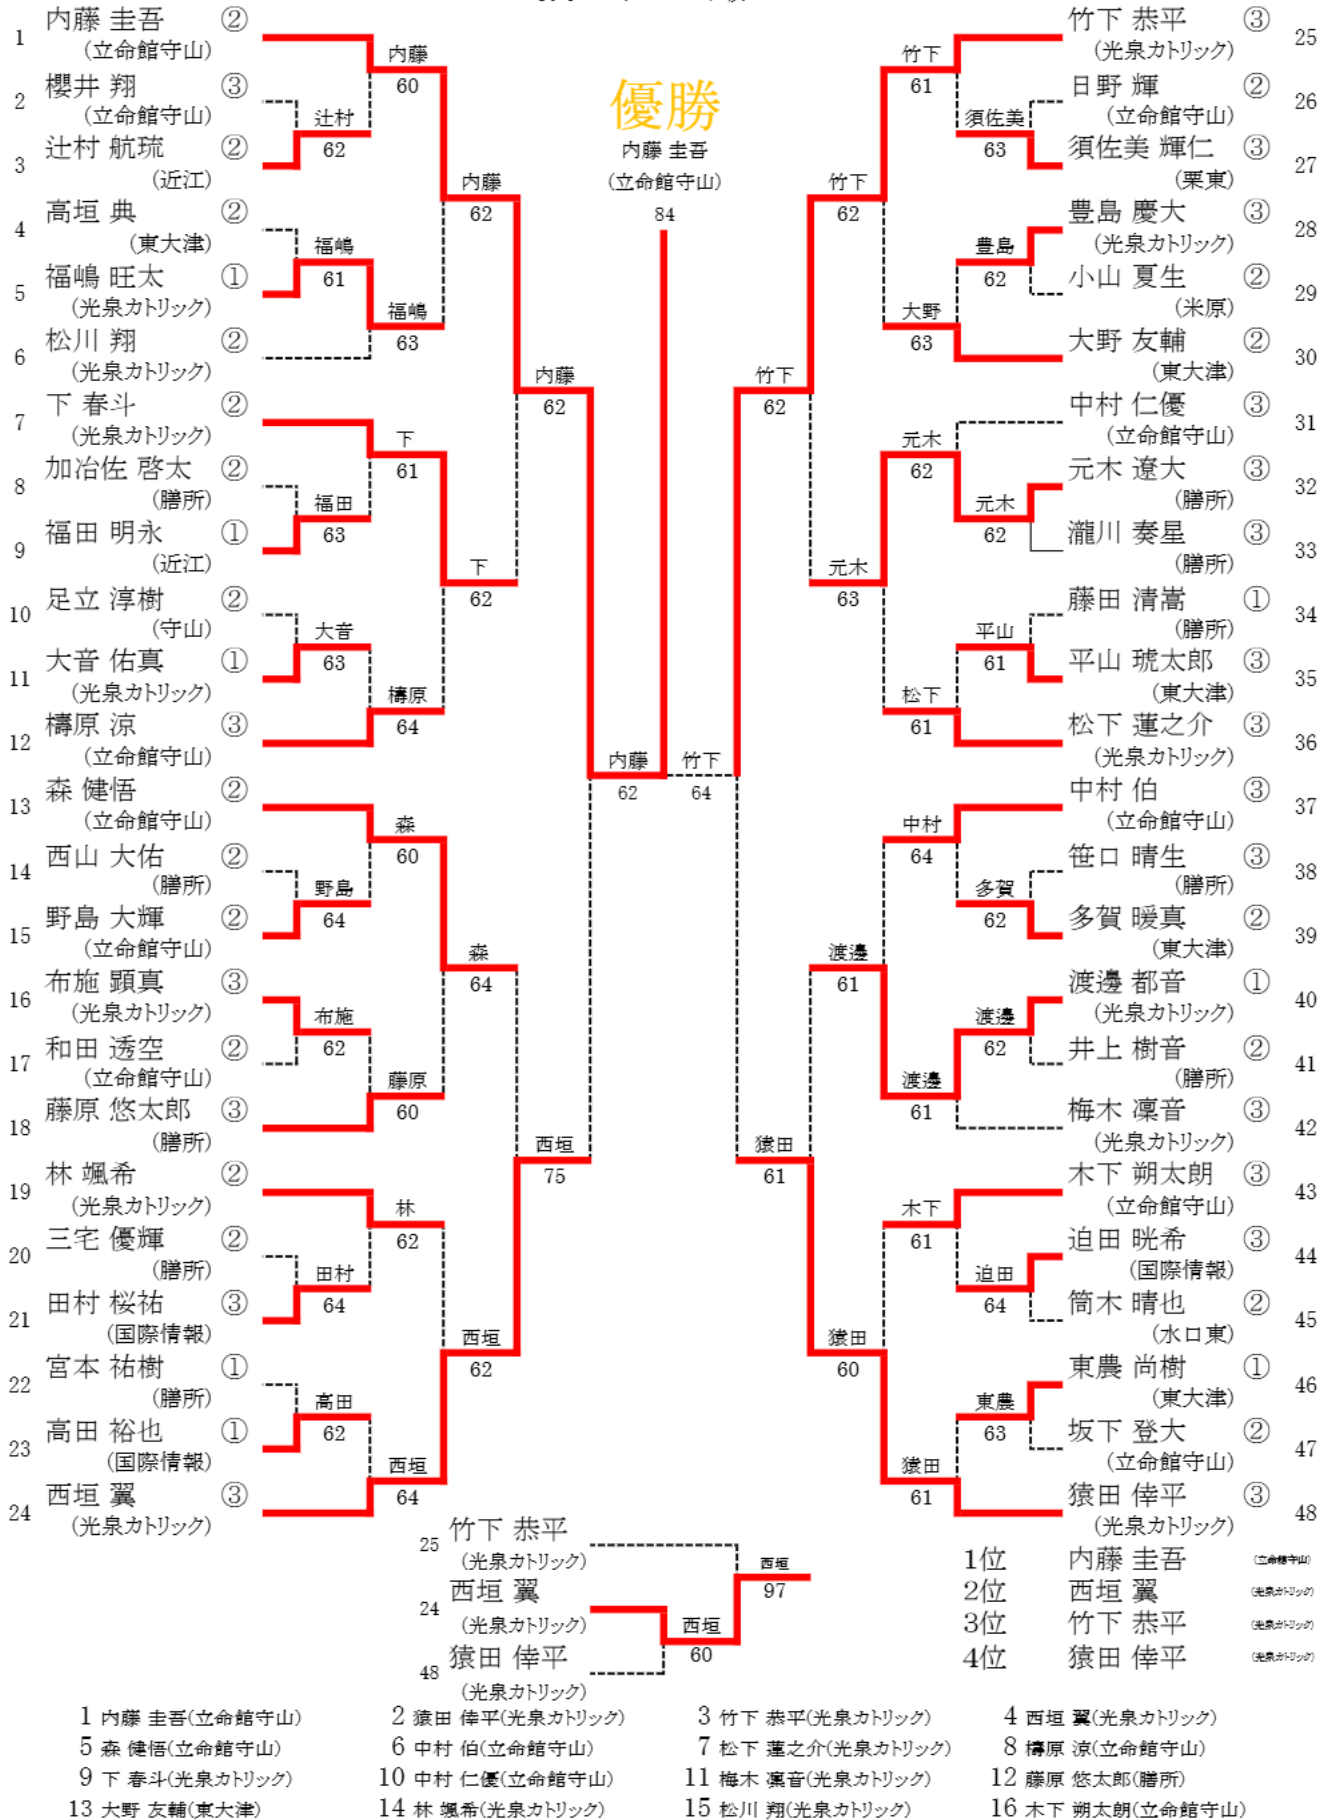 1 内藤 圭吾 ②
(立命館守山)
2 櫻井 翔 ③
(立命館守山)
3 辻村 航琉 ②
(近江)
4 高垣 典 ②
(東大津)
5 福嶋 旺太 ①
(光泉カトリック)
6 松川 翔 ②
(光泉カトリック)
7 下 春斗 ②
(光泉カトリック)
8 加冶佐 啓太 ②
(膳所)
9 福田 明永 ①
(近江)
10 足立 淳樹 ②
(守山)
11 大音 佑真 ①
(光泉カトリック)
12 檮原 涼 ③
(立命館守山)
13 森 健悟 ②
(立命館守山)
14 西山 大佑 ②
(膳所)
15 野島 大輝 ②
(立命館守山)
16 布施 顕真 ③
(光泉カトリック)
17 和田 透空 ②
(立命館守山)
18 藤原 悠太郎 ③
(膳所)
19 林 颯希 ②
(光泉カトリック)
20 三宅 優輝 ②
(膳所)
21 田村 桜祐 ③
(国際情報)
22 宮本 祐樹 ①
(膳所)
23 高田 裕也 ①
(国際情報)
24 西垣 翼 ③
(光泉カトリック)
辻村
62
福嶋
61
福田
63
大音
63
野島
64
布施
62
田村
64
高田
62
内藤
60
福嶋
63
下
61
檮原
64
森
60
藤原
60
林
62
西垣
64
内藤
62
下
62
森
64
西垣
62
内藤
62
西垣
75
優勝
内藤 圭吾
(立命館守山)
84
内藤 竹下
62 64
竹下
62
猿田
61
竹下
62
元木
63
渡邊
61
猿田
60
竹下
61
大野
63
元木
62
松下
61
中村
64
渡邊
61
木下
61
猿田
61
須佐美
63
豊島
62
元木
62
平山
61
多賀
62
渡邊
62
迫田
64
東農
63
竹下 恭平 ③ 25
(光泉カトリック)
日野 輝 ② 26
(立命館守山)
須佐美 輝仁 ③ 27
(栗東)
豊島 慶大 ③ 28
(光泉カトリック)
小山 夏生 ② 29
(米原)
大野 友輔 ② 30
(東大津)
中村 仁優 ③ 31
(立命館守山)
元木 遼大 ③ 32
(膳所)
瀧川 奏星 ③ 33
(膳所)
藤田 清嵩 ① 34
(膳所)
平山 琥太郎 ③ 35
(東大津)
松下 蓮之介 ③ 36
(光泉カトリック)
中村 伯 ③ 37
(立命館守山)
笹口 晴生 ③ 38
(膳所)
多賀 暖真 ② 39
(東大津)
渡邊 都音 ① 40
(光泉カトリック)
井上 樹音 ② 41
(膳所)
梅木 凜音 ③ 42
(光泉カトリック)
木下 朔太朗 ③ 43
(立命館守山)
迫田 晄希 ③ 44
(国際情報)
筒木 晴也 ② 45
(水口東)
東農 尚樹 ① 46
(東大津)
坂下 登大 ② 47
(立命館守山)
猿田 倖平 ③ 48
(光泉カトリック)
25 竹下 恭平
(光泉カトリック)
24 西垣 翼
(光泉カトリック)
48 猿田 倖平
(光泉カトリック)
西垣
60
西垣
97
1位 内藤 圭吾 (立命館守山)
2位 西垣 翼 (光泉カトリック)
3位 竹下 恭平 (光泉カトリック)
4位 猿田 倖平 (光泉カトリック)
1 内藤 圭吾(立命館守山) 2 猿田 倖平(光泉カトリック) 3 竹下 恭平(光泉カトリック) 4 西垣 翼(光泉カトリック)
5 森 健悟(立命館守山) 6 中村 伯(立命館守山) 7 松下 蓮之介(光泉カトリック) 8 檮原 涼(立命館守山)
9 下 春斗(光泉カトリック) 10 中村 仁優(立命館守山) 11 梅木 凜音(光泉カトリック) 12 藤原 悠太郎(膳所)
13 大野 友輔(東大津) 14 林 颯希(光泉カトリック) 15 松川 翔(光泉カトリック) 16 木下 朔太朗(立命館守山)